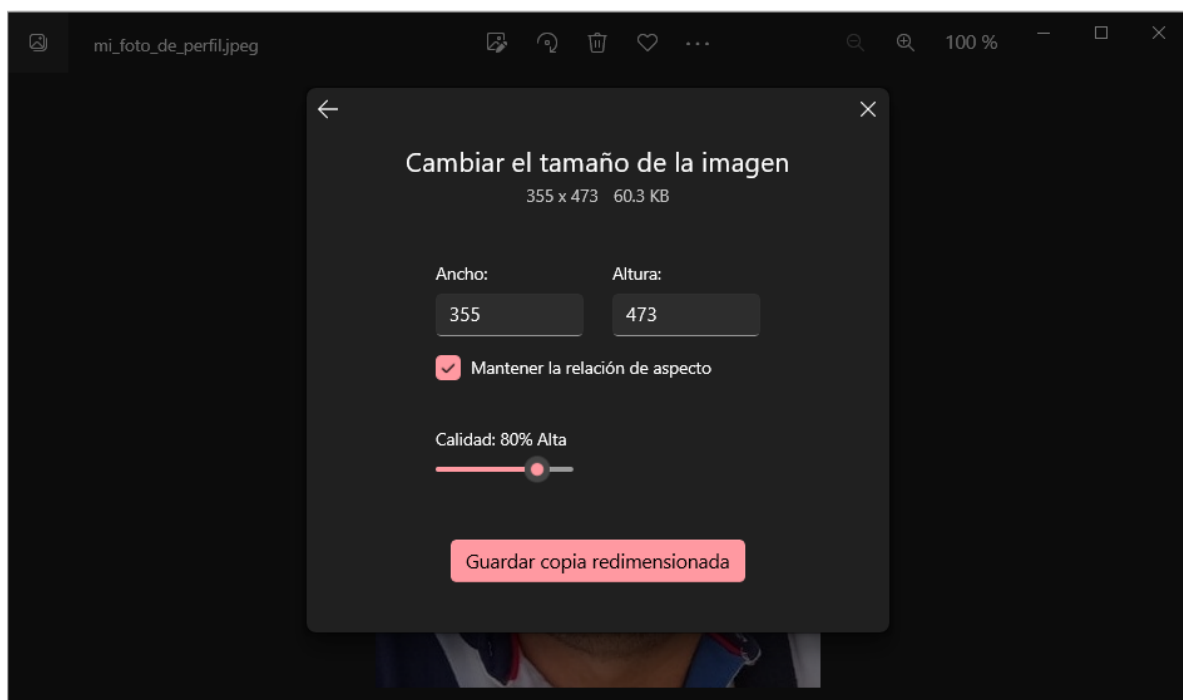 mi_foto_de_perfil.jpeg
100 %
Cambiar el tamaño de la imagen
355 x 473 60.3 KB
Ancho: Altura:
355 473
Mantener la relación de aspecto
Calidad: 80% Alta
Guardar copia redimensionada